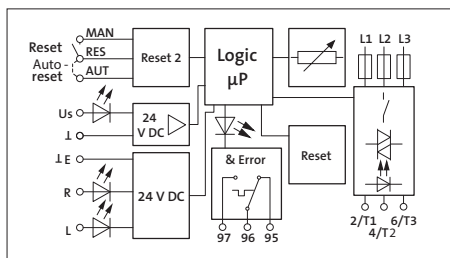 MAN
Reset
RES
Auto-
reset
AUT
Reset 2
Logic
µP
L1 L2 L3
Us
⊥
24
V DC
⊥ E
R
L
24 V DC
& Error
97 96 95
Reset
2/T1 6/T3
4/T2